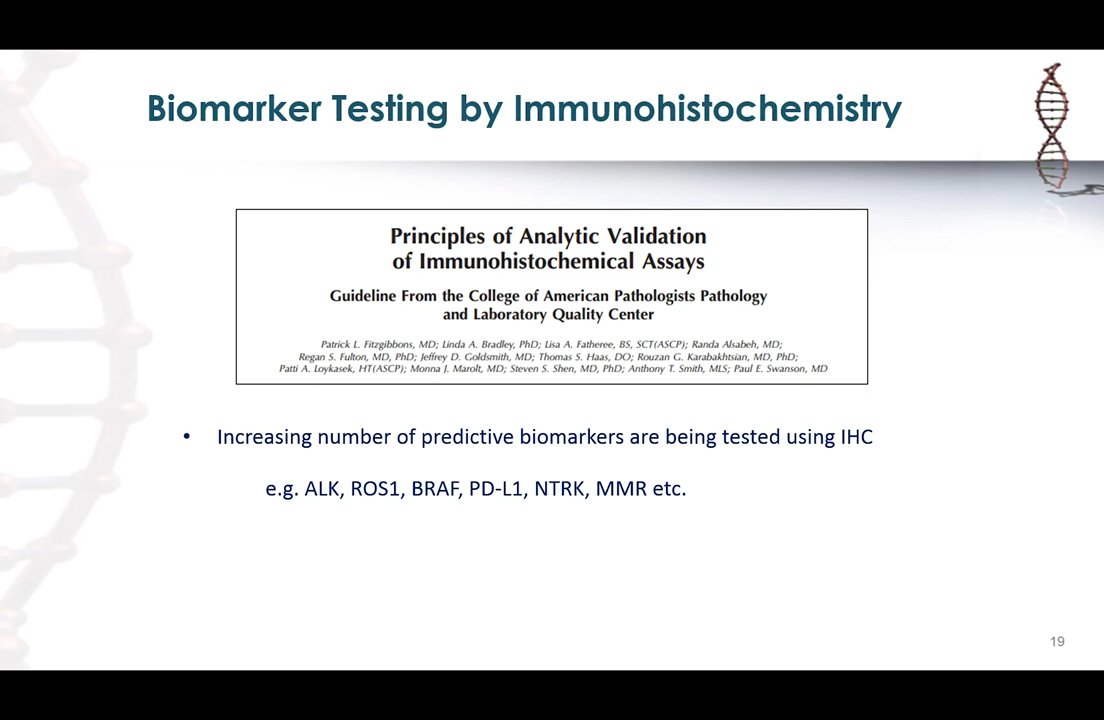 Biomarker Testing by Immunohistochemistry
Principles of Analytic Validation
of Immunohistochemical Assays
Guideline From the College of American Pathologists Pathology
and Laboratory Quality Center
Patrick L. Fitzgibbons, MD; Linda A. Bradley, PhD; Lisa A. Fatheree, BS, SCT(ASCP); Randa Alsabeh, MD;
Regan S. Fulton, MD, PhD; Jeffrey D. Goldsmith, MD; Thomas S. Haas, DO; Rouzan G. Karabakhtsian, MD, PhD;
Patti A. Loykasek, HT(ASCP); Monna J. Marolt, MD; Steven S. Shen, MD, PhD; Anthony T. Smith, MLS; Paul E. Swanson, MD
• Increasing number of predictive biomarkers are being tested using IHC
e.g. ALK, ROS1, BRAF, PD-L1, NTRK, MMR etc.
19